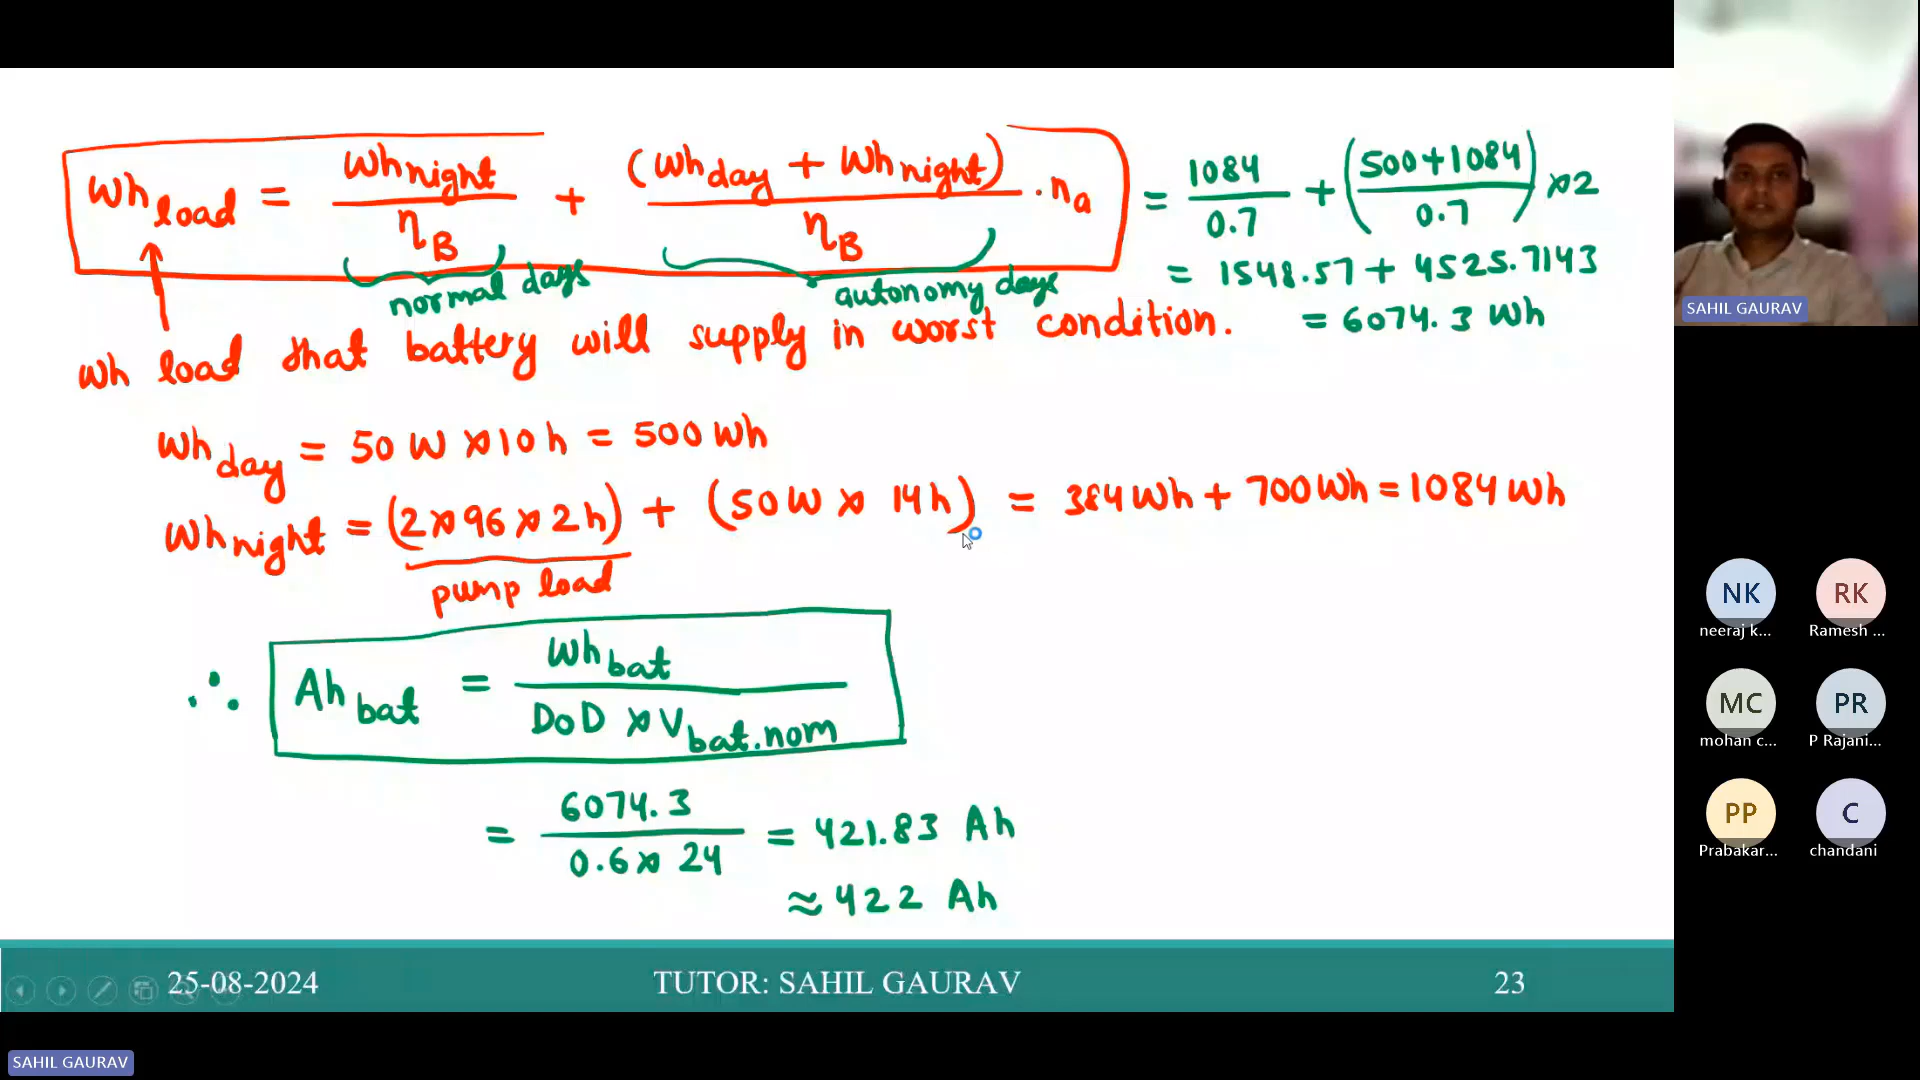 Wh load = Wh night / η B + (Wh day + Wh night) / η B . n a = 1084 / 0.7 + (500+1084 / 0.7) × 2
normal days autonomy days
= 1548.57 + 4525.7143
= 6074.3 Wh
Wh load that battery will supply in worst condition.
Wh day = 50 W × 10 h = 500 Wh
Wh night = (2 × 96 × 2h) + (50W × 14h) = 384 Wh + 700 Wh = 1084 Wh
pump load
∴ Ah bat = Wh bat / DoD × V bat.nom
= 6074.3 / 0.6 × 24 = 421.83 Ah
≈ 422 Ah
25-08-2024 TUTOR: SAHIL GAURAV 23
SAHIL GAURAV
SAHIL GAURAV
NK
neeraj k...
RK
Ramesh ...
MC
mohan c...
PR
P Rajani...
PP
Prabakar...
C
chandani